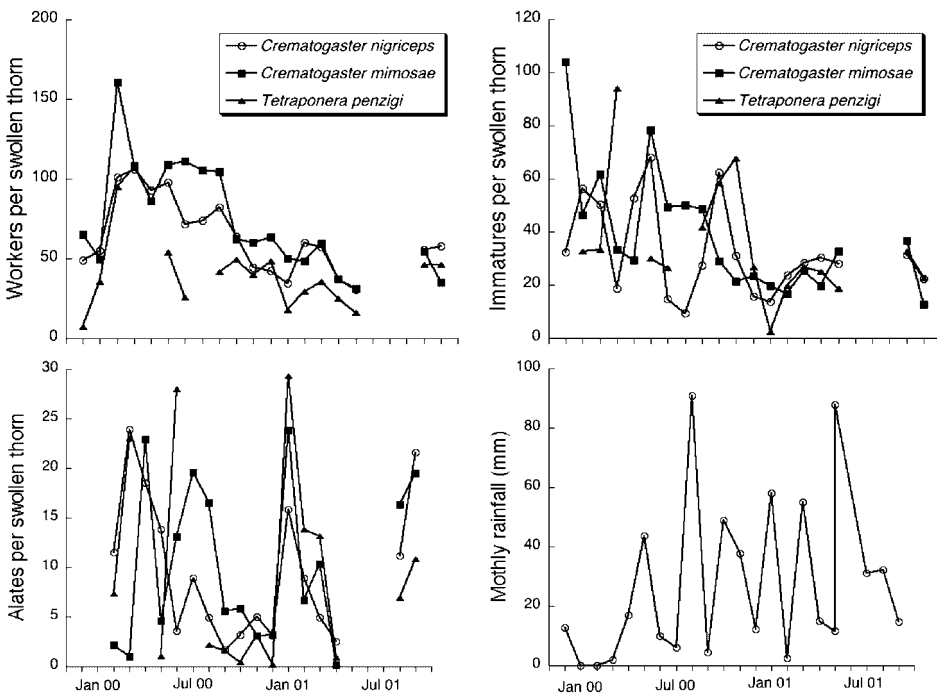 200
150
100
50
0
Workers per swollen thorn
Crematogaster nigriceps
Crematogaster mimosae
Tetraponera penzigi
120
100
80
60
40
20
0
Immatures per swollen thorn
Crematogaster nigriceps
Crematogaster mimosae
Tetraponera penzigi
30
25
20
15
10
5
0
Alates per swollen thorn
Jan 00 Jul 00 Jan 01 Jul 01
100
80
60
40
20
0
Mothly rainfall (mm)
Jan 00 Jul 00 Jan 01 Jul 01